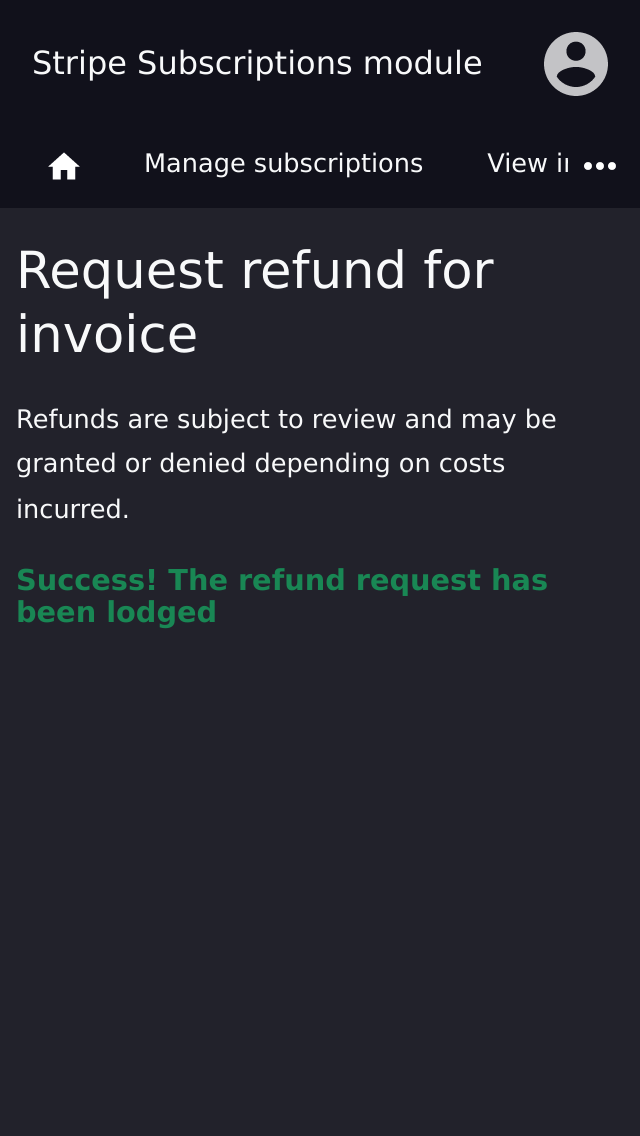 Stripe Subscriptions module
Manage subscriptions
View
Request refund for
invoice
Refunds are subject to review and may be
granted or denied depending on costs
incurred.
Success! The refund request has
been lodged